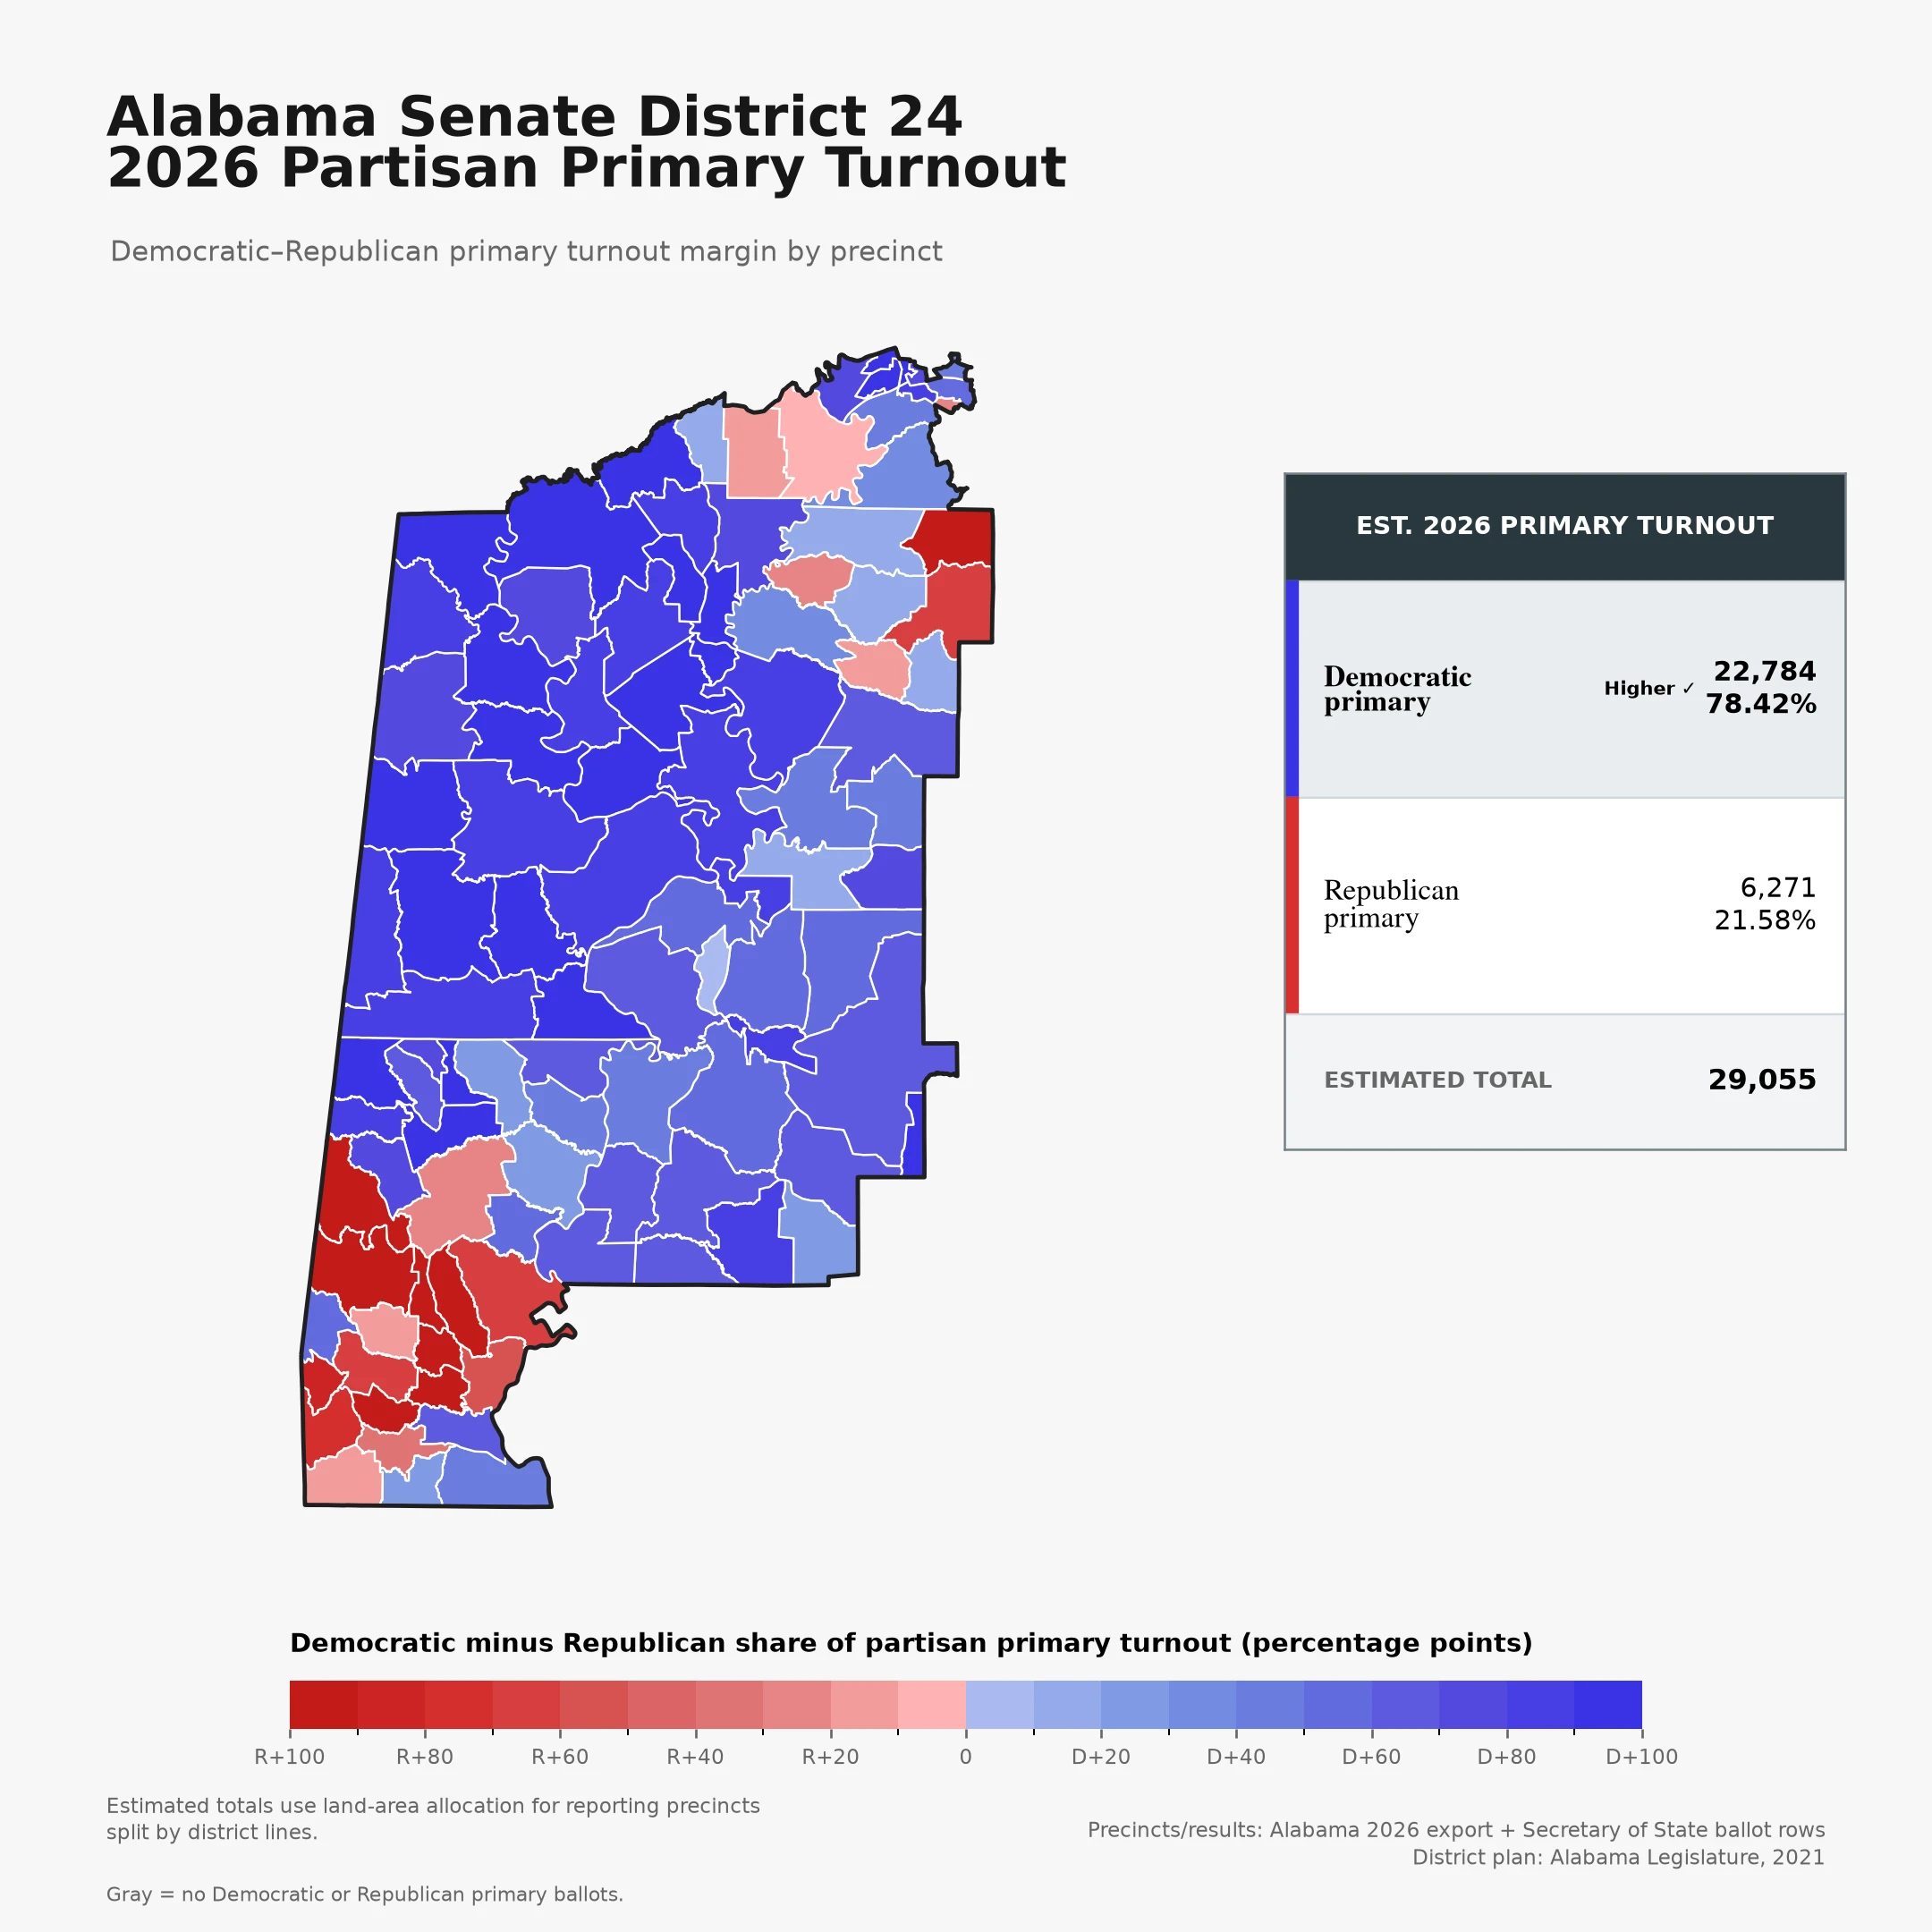 Alabama Senate District 24
2026 Partisan Primary Turnout
Democratic–Republican primary turnout margin by precinct
EST. 2026 PRIMARY TURNOUT
Democratic
primary
Higher ✓
22,784
78.42%
Republican
primary
6,271
21.58%
ESTIMATED TOTAL
29,055
Democratic minus Republican share of partisan primary turnout (percentage points)
R+100 R+80 R+60 R+40 R+20 0 D+20 D+40 D+60 D+80 D+100
Estimated totals use land-area allocation for reporting precincts
split by district lines.
Gray = no Democratic or Republican primary ballots.
Precincts/results: Alabama 2026 export + Secretary of State ballot rows
District plan: Alabama Legislature, 2021